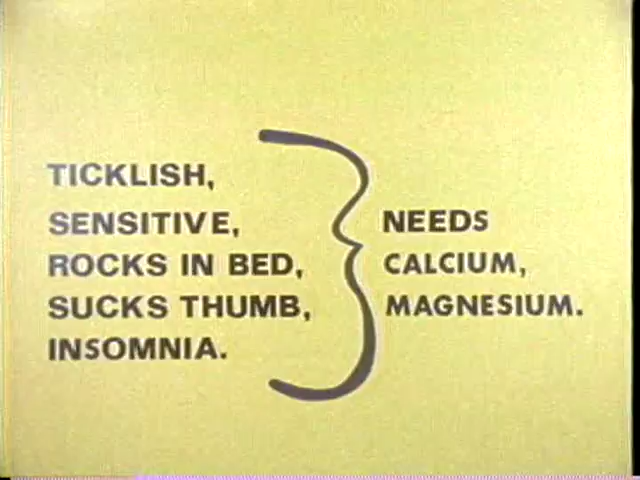 TICKLISH,
SENSITIVE,
ROCKS IN BED,
SUCKS THUMB,
INSOMNIA.
NEEDS
CALCIUM,
MAGNESIUM.